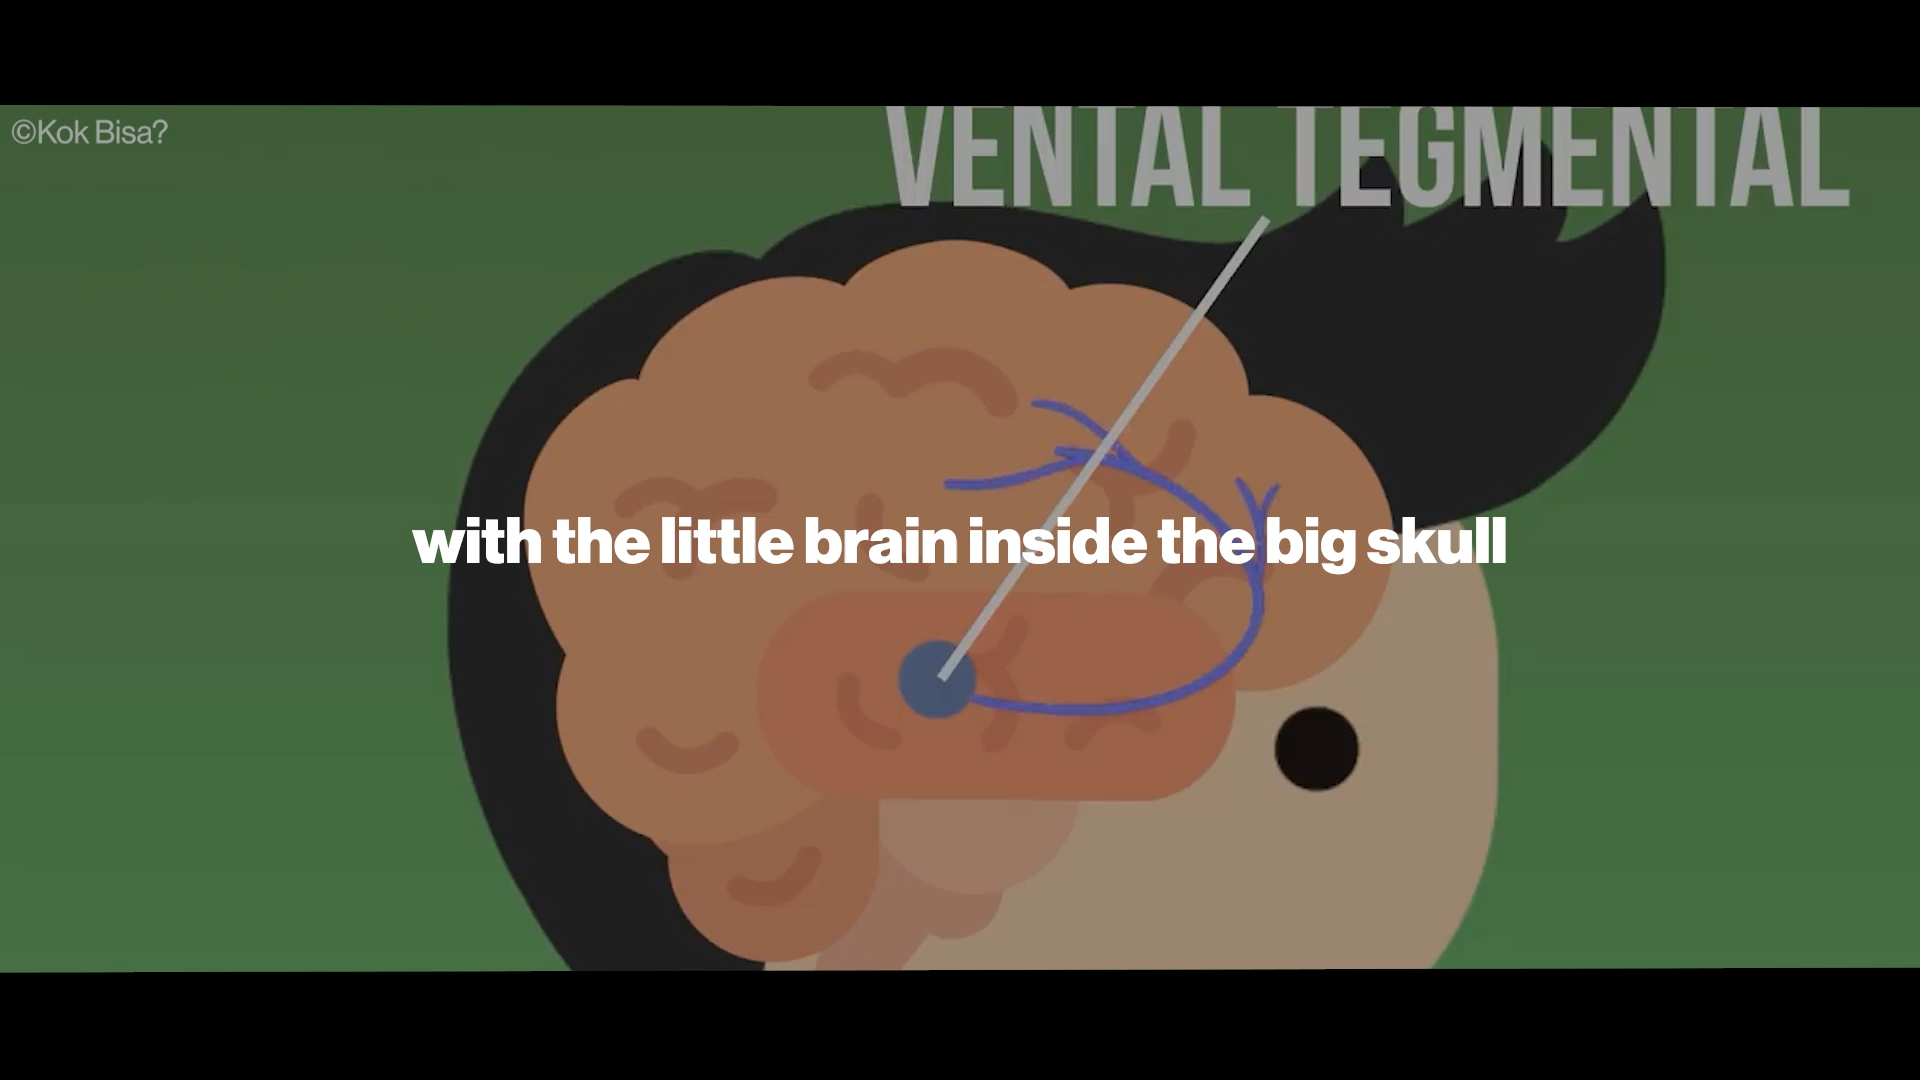 VENTAL TEGMENTAL
©Kok Bisa?
with the little brain inside the big skull